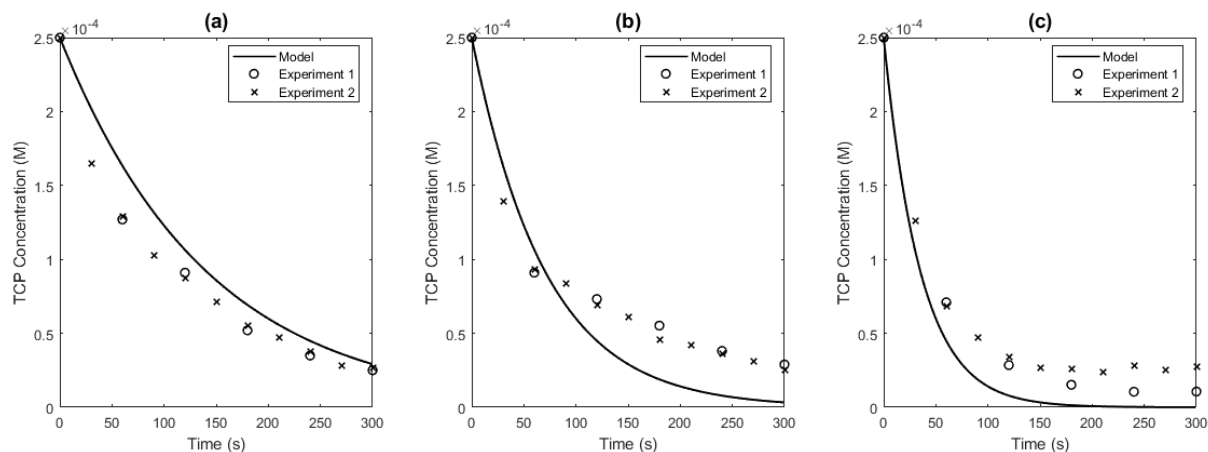 (a)
×10⁻⁴
2.5
2
1.5
1
0.5
0
TCP Concentration (M)
0 50 100 150 200 250 300
Time (s)
Model
Experiment 1
Experiment 2
(b)
×10⁻⁴
2.5
2
1.5
1
0.5
0
TCP Concentration (M)
0 50 100 150 200 250 300
Time (s)
Model
Experiment 1
Experiment 2
(c)
×10⁻⁴
2.5
2
1.5
1
0.5
0
TCP Concentration (M)
0 50 100 150 200 250 300
Time (s)
Model
Experiment 1
Experiment 2